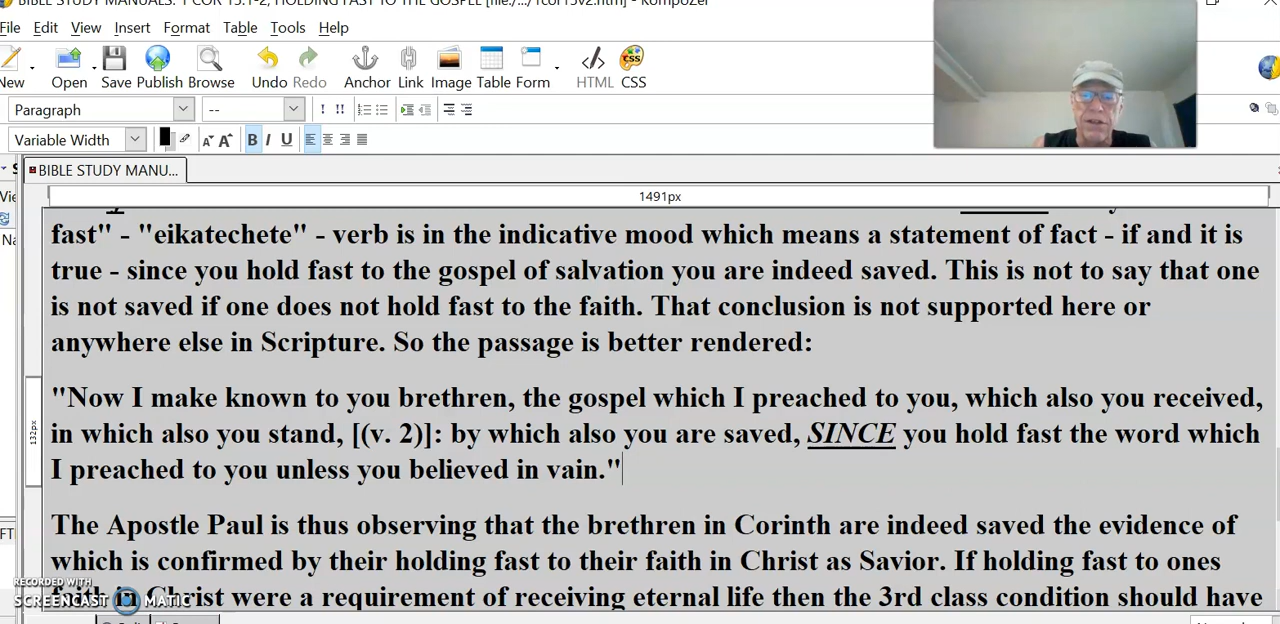 BIBLE STUDY MANUALS: 1 COR 15:1-2, HOLDING FAST TO THE GOSPEL [file:/.../1cor15v2.htm] - KompoZer
File Edit View Insert Format Table Tools Help
New Open Save Publish Browse Undo Redo Anchor Link Image Table Form HTML CSS
Paragraph --
Variable Width B I U
BIBLE STUDY MANU...
1491px
fast" - "eikatechete" - verb is in the indicative mood which means a statement of fact - if and it is
true - since you hold fast to the gospel of salvation you are indeed saved. This is not to say that one
is not saved if one does not hold fast to the faith. That conclusion is not supported here or
anywhere else in Scripture. So the passage is better rendered:
"Now I make known to you brethren, the gospel which I preached to you, which also you received,
in which also you stand, [(v. 2)]: by which also you are saved, SINCE you hold fast the word which
132px
I preached to you unless you believed in vain."
The Apostle Paul is thus observing that the brethren in Corinth are indeed saved the evidence of
which is confirmed by their holding fast to their faith in Christ as Savior. If holding fast to ones
faith in Christ were a requirement of receiving eternal life then the 3rd class condition should have
RECORDED WITH
SCREENCAST MATIC